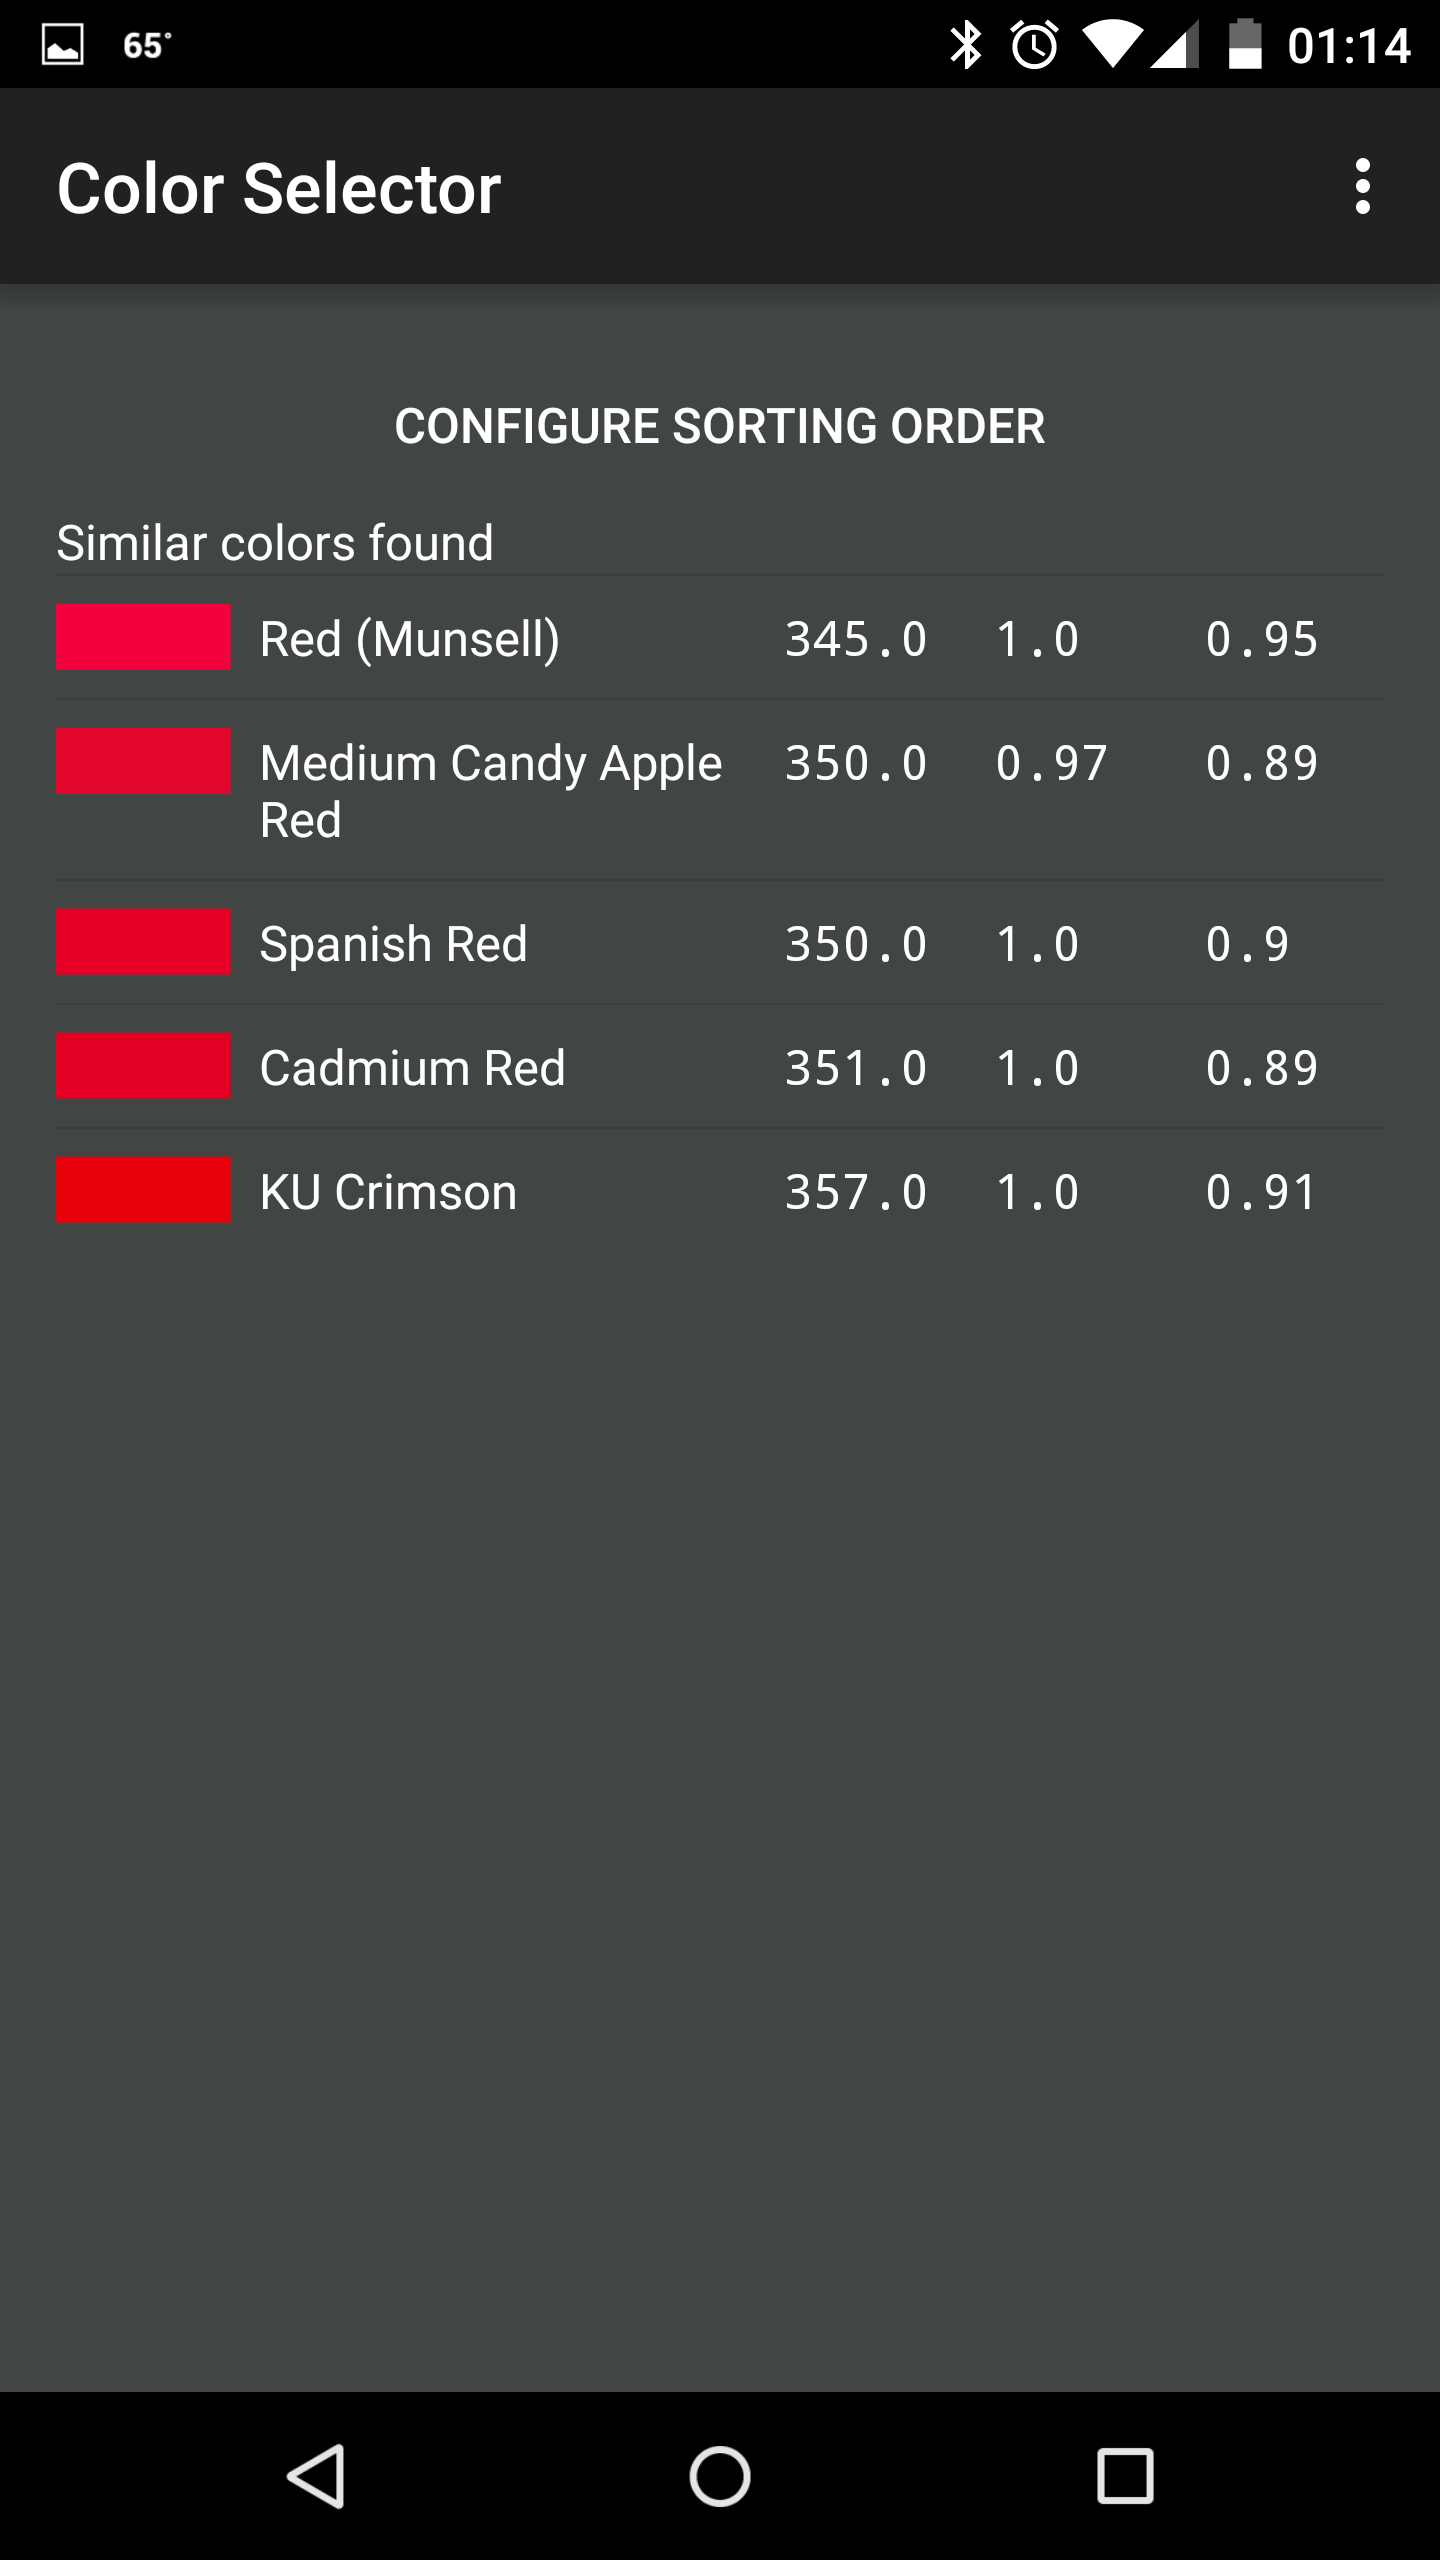 65°
01:14
Color Selector
CONFIGURE SORTING ORDER
Similar colors found
Red (Munsell) 345.0 1.0 0.95
Medium Candy Apple 350.0 0.97 0.89
Red
Spanish Red 350.0 1.0 0.9
Cadmium Red 351.0 1.0 0.89
KU Crimson 357.0 1.0 0.91